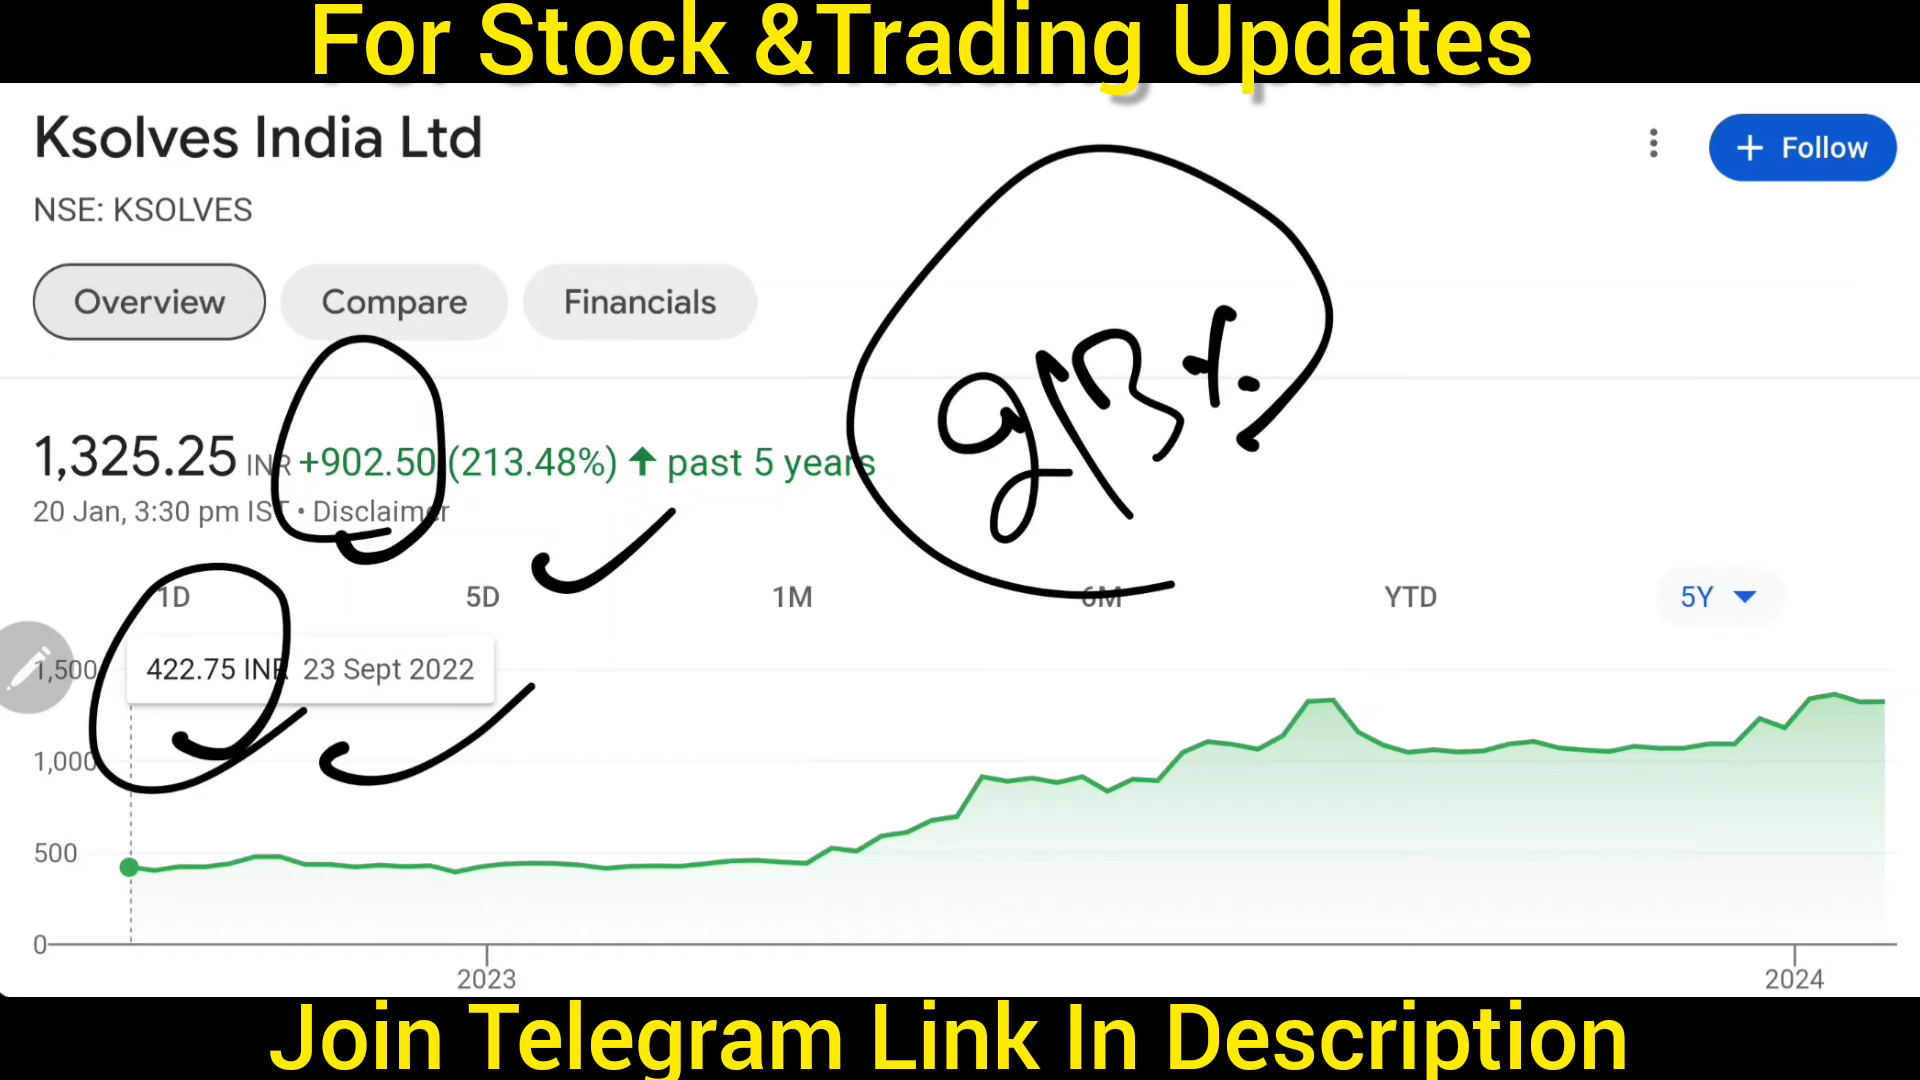 For Stock &Trading Updates
Ksolves India Ltd
+ Follow
NSE: KSOLVES
Overview Compare Financials
1,325.25 INR +902.50 (213.48%) ↑ past 5 years
20 Jan, 3:30 pm IST • Disclaimer
1D 5D 1M 6M YTD 5Y
422.75 INR 23 Sept 2022
1,500
1,000
500
0
2023 2024
Join Telegram Link In Description